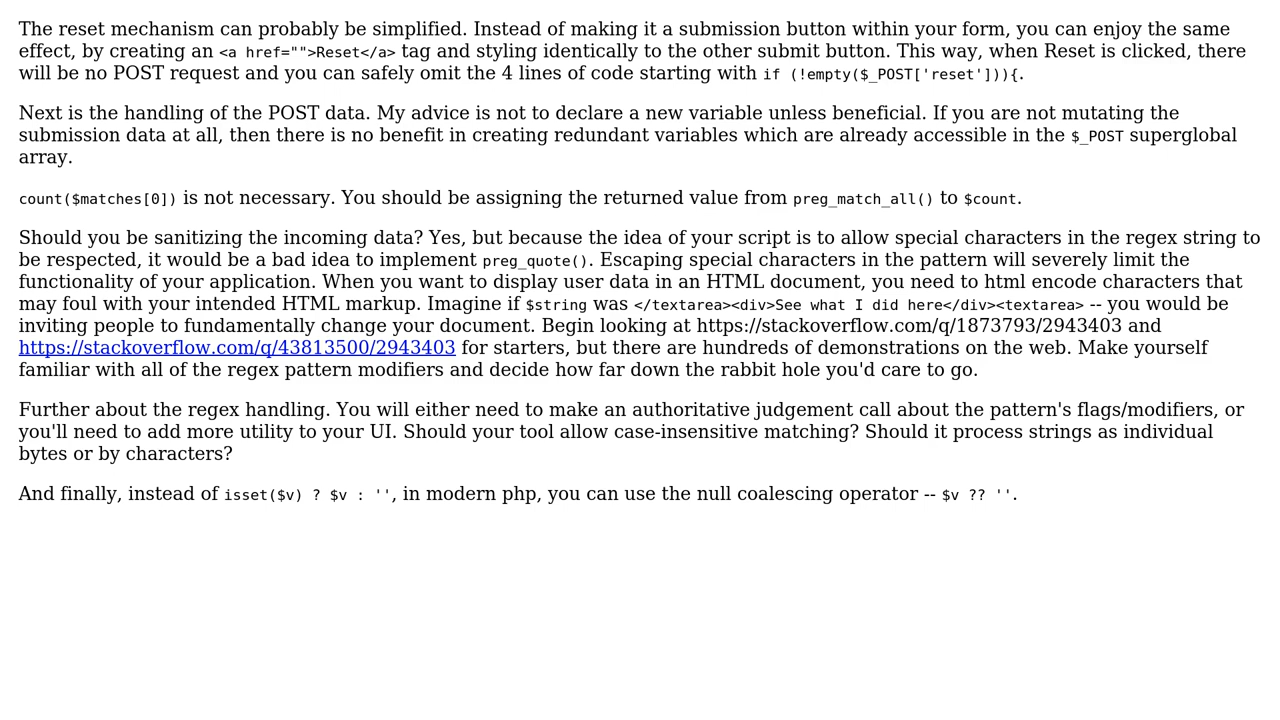 The reset mechanism can probably be simplified. Instead of making it a submission button within your form, you can enjoy the same
effect, by creating an <a href="">Reset</a> tag and styling identically to the other submit button. This way, when Reset is clicked, there
will be no POST request and you can safely omit the 4 lines of code starting with if (!empty($_POST['reset'])){.
Next is the handling of the POST data. My advice is not to declare a new variable unless beneficial. If you are not mutating the
submission data at all, then there is no benefit in creating redundant variables which are already accessible in the $_POST superglobal
array.
count($matches[0]) is not necessary. You should be assigning the returned value from preg_match_all() to $count.
Should you be sanitizing the incoming data? Yes, but because the idea of your script is to allow special characters in the regex string to
be respected, it would be a bad idea to implement preg_quote(). Escaping special characters in the pattern will severely limit the
functionality of your application. When you want to display user data in an HTML document, you need to html encode characters that
may foul with your intended HTML markup. Imagine if $string was </textarea><div>See what I did here</div><textarea> -- you would be
inviting people to fundamentally change your document. Begin looking at https://stackoverflow.com/q/1873793/2943403 and
https://stackoverflow.com/q/43813500/2943403 for starters, but there are hundreds of demonstrations on the web. Make yourself
familiar with all of the regex pattern modifiers and decide how far down the rabbit hole you'd care to go.
Further about the regex handling. You will either need to make an authoritative judgement call about the pattern's flags/modifiers, or
you'll need to add more utility to your UI. Should your tool allow case-insensitive matching? Should it process strings as individual
bytes or by characters?
And finally, instead of isset($v) ? $v : '', in modern php, you can use the null coalescing operator -- $v ?? ''.